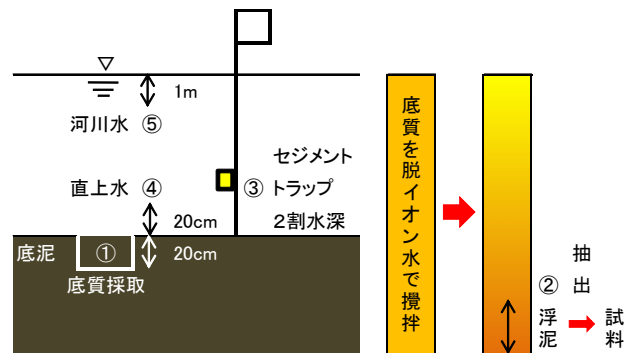 1m
河川水 ⑤
セジメント
直上水 ④
③ トラップ
20cm
2割水深
底泥
①
20cm
底質採取
底質を脱イオン水で攪拌
抽出
②
浮泥
試料